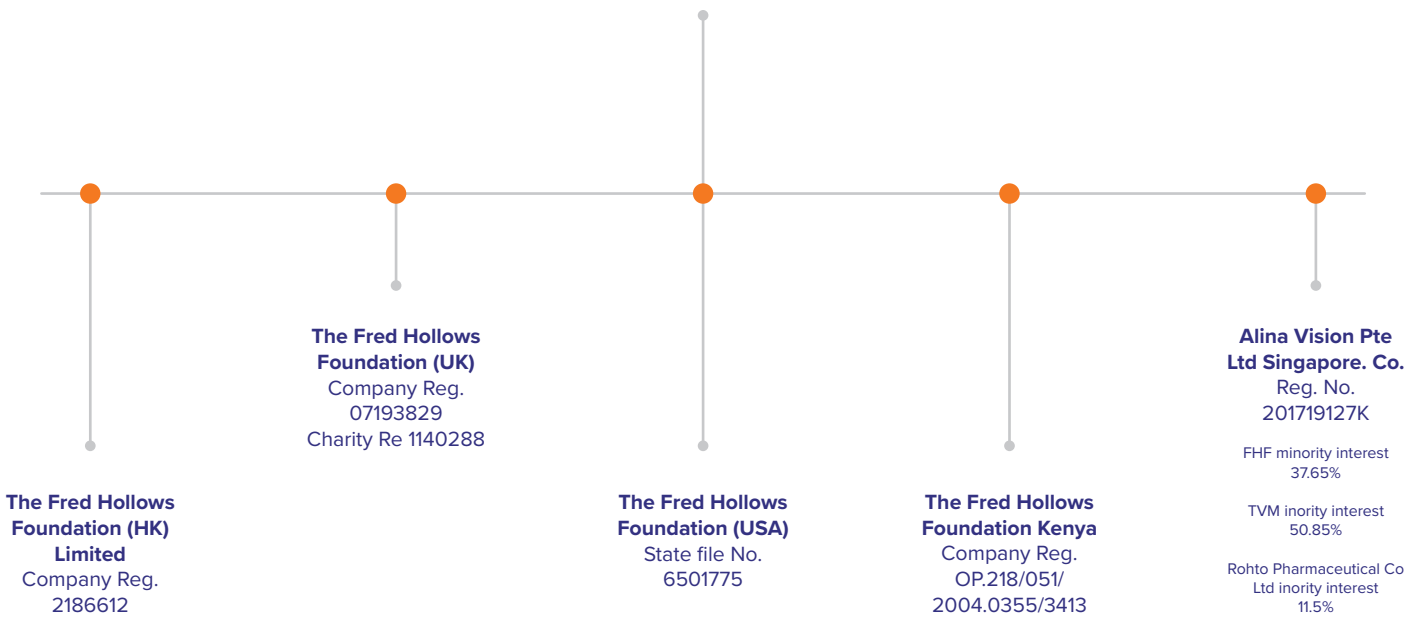 The Fred Hollows
Foundation (HK)
Limited
Company Reg.
2186612
The Fred Hollows
Foundation (UK)
Company Reg.
07193829
Charity Re 1140288
The Fred Hollows
Foundation (USA)
State file No.
6501775
The Fred Hollows
Foundation Kenya
Company Reg.
OP.218/051/
2004.0355/3413
Alina Vision Pte
Ltd Singapore. Co.
Reg. No.
201719127K
FHF minority interest
37.65%
TVM inority interest
50.85%
Rohto Pharmaceutical Co
Ltd inority interest
11.5%